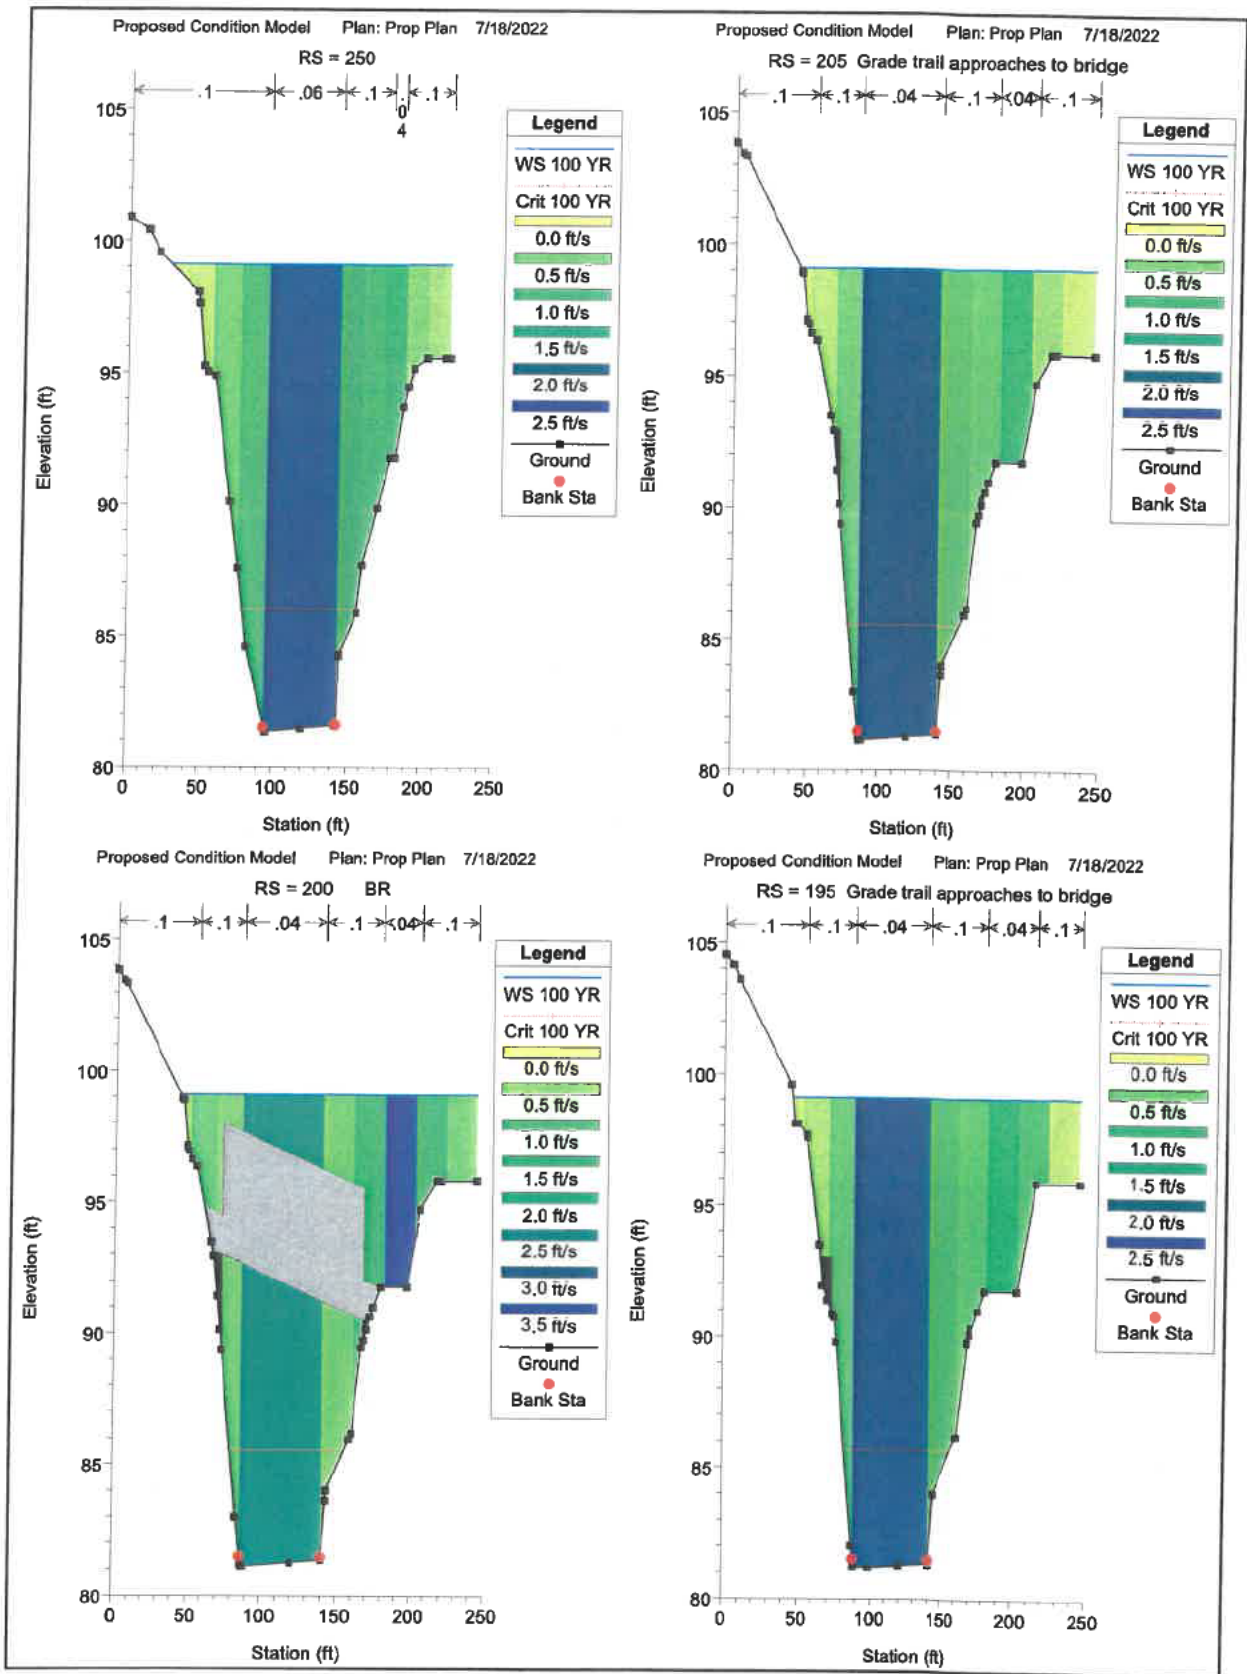 Proposed Condition Model Plan: Prop Plan 7/18/2022
RS = 250
.1 .06 .1 .04 .1
105
100
95
90
85
80
Elevation (ft)
0 50 100 150 200 250
Station (ft)
Legend
WS 100 YR
Crit 100 YR
0.0 ft/s
0.5 ft/s
1.0 ft/s
1.5 ft/s
2.0 ft/s
2.5 ft/s
Ground
Bank Sta
Proposed Condition Model Plan: Prop Plan 7/18/2022
RS = 205 Grade trail approaches to bridge
.1 .1 .04 .1 .04 .1
105
100
95
90
85
80
Elevation (ft)
0 50 100 150 200 250
Station (ft)
Legend
WS 100 YR
Crit 100 YR
0.0 ft/s
0.5 ft/s
1.0 ft/s
1.5 ft/s
2.0 ft/s
2.5 ft/s
Ground
Bank Sta
Proposed Condition Model Plan: Prop Plan 7/18/2022
RS = 200 BR
.1 .1 .04 .1 .04 .1
105
100
95
90
85
80
Elevation (ft)
0 50 100 150 200 250
Station (ft)
Legend
WS 100 YR
Crit 100 YR
0.0 ft/s
0.5 ft/s
1.0 ft/s
1.5 ft/s
2.0 ft/s
2.5 ft/s
3.0 ft/s
3.5 ft/s
Ground
Bank Sta
Proposed Condition Model Plan: Prop Plan 7/18/2022
RS = 195 Grade trail approaches to bridge
.1 .1 .04 .1 .04 .1
105
100
95
90
85
80
Elevation (ft)
0 50 100 150 200 250
Station (ft)
Legend
WS 100 YR
Crit 100 YR
0.0 ft/s
0.5 ft/s
1.0 ft/s
1.5 ft/s
2.0 ft/s
2.5 ft/s
Ground
Bank Sta